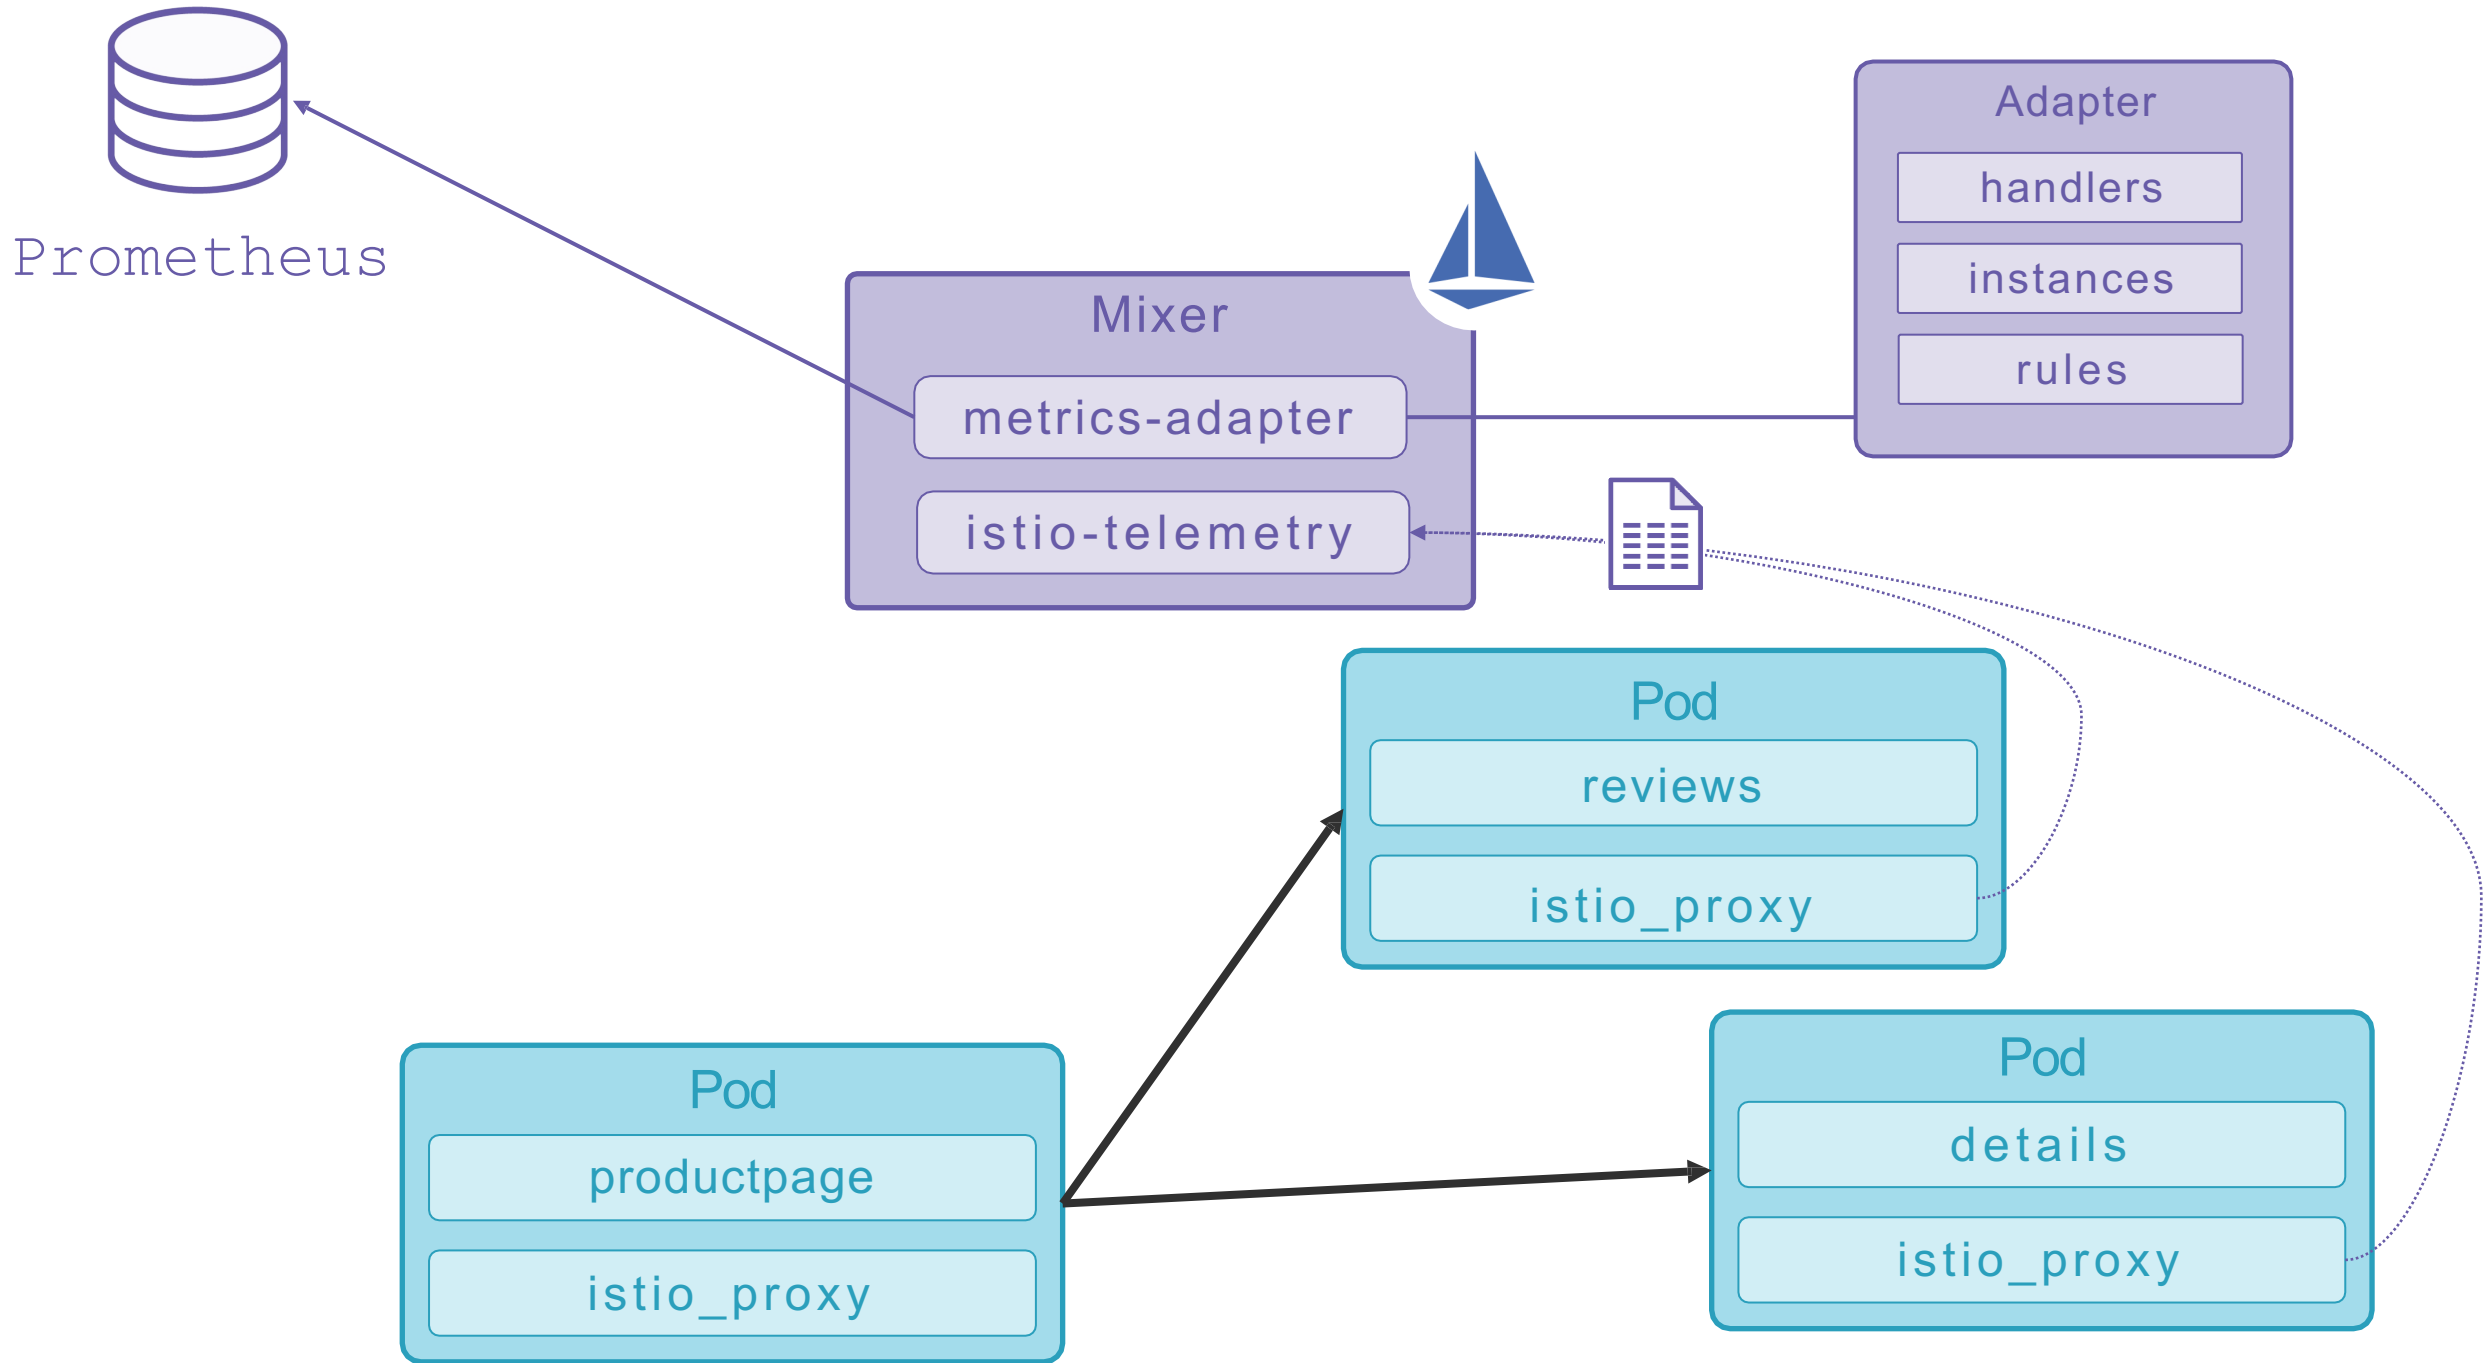 Prometheus
Mixer
metrics-adapter
istio-telemetry
Adapter
handlers
instances
rules
Pod
reviews
istio_proxy
Pod
productpage
istio_proxy
Pod
details
istio_proxy